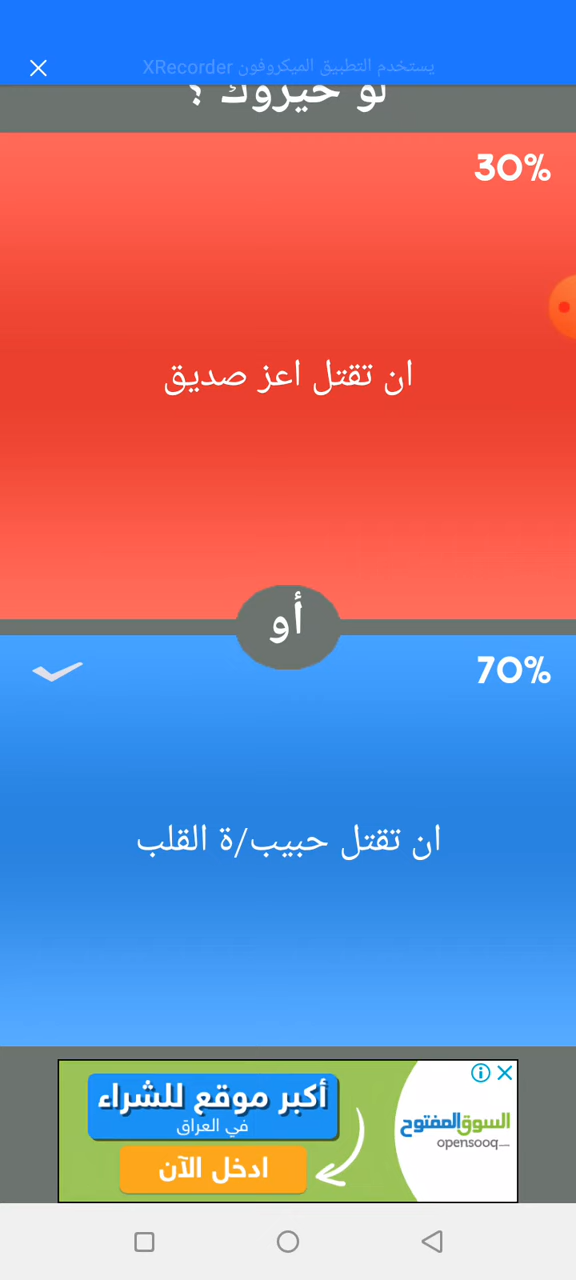 يستخدم التطبيق الميكروفون XRecorder
لو خيروك ؟
30%
ان تقتل اعز صديق
أو
70%
ان تقتل حبيب/ة القلب
أكبر موقع للشراء
في العراق
ادخل الآن
السوق المفتوح
opensooq